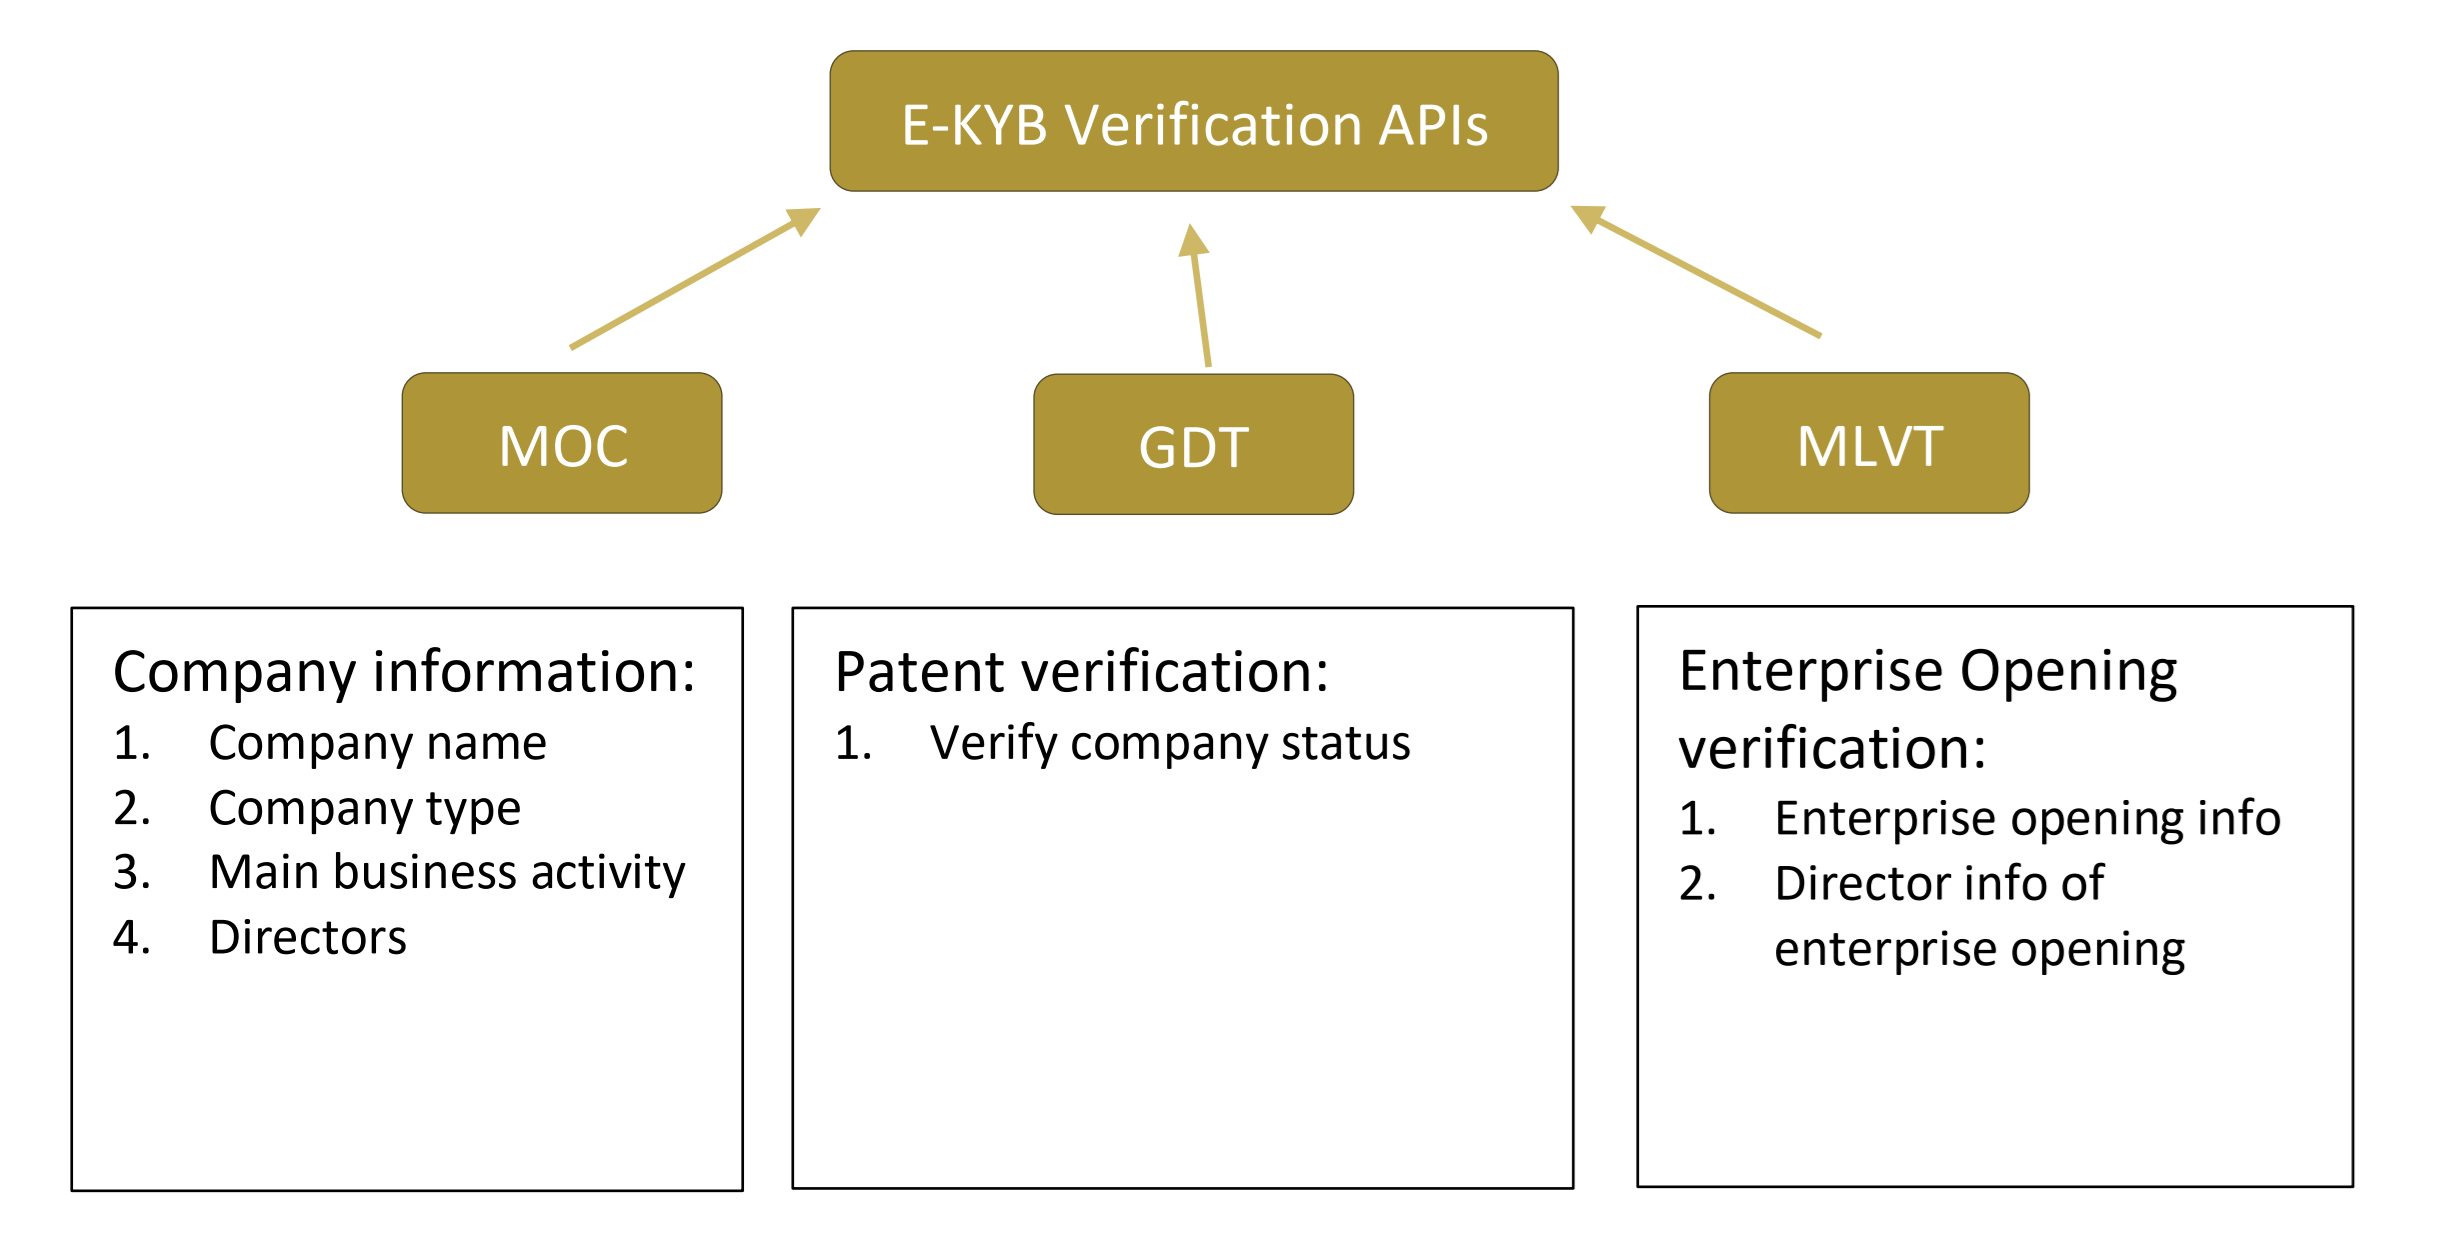 E-KYB Verification APIs
MOC
GDT
MLVT
Company information:
1. Company name
2. Company type
3. Main business activity
4. Directors
Patent verification:
1. Verify company status
Enterprise Opening
verification:
1. Enterprise opening info
2. Director info of
enterprise opening